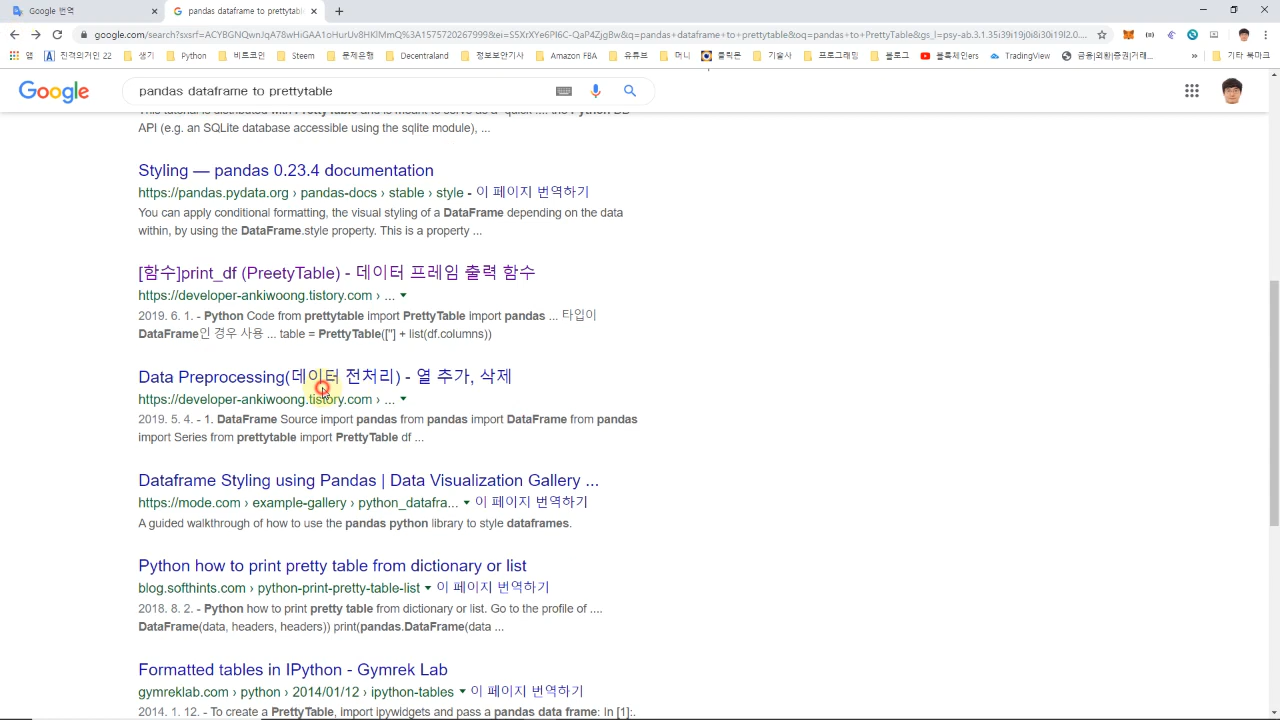 Google 번역
pandas dataframe to prettytable
google.com/search?sxsrf=ACYBGNQwnJqA78wHiGAA1oHurUv8HKlMmQ%3A1575720267999&ei=S5XrXYe6PI6C-QaP4ZjgBw&q=pandas+dataframe+to+prettytable&oq=pandas+to+PrettyTable&gs_l=psy-ab.3.1.35i39i19j0i8i30i19l2.0....
앱 진격의거인 22 생기 Python 비트코인 Steem 문제은행 Decentraland 정보보안기사 Amazon FBA 유튜브 머니 클릭몬 기술사 프로그래밍 블로그 블록체인스 TradingView 금융|외환|증권|거래... » 기타 북마크
Google pandas dataframe to prettytable
API (e.g. an SQLite database accessible using the sqlite module), ...
Styling — pandas 0.23.4 documentation
https://pandas.pydata.org › pandas-docs › stable › style - 이 페이지 번역하기
You can apply conditional formatting, the visual styling of a DataFrame depending on the data
within, by using the DataFrame.style property. This is a property ...
[함수]print_df (PreetyTable) - 데이터 프레임 출력 함수
https://developer-ankiwoong.tistory.com › ...
2019. 6. 1. - Python Code from prettytable import PrettyTable import pandas ... 타입이
DataFrame인 경우 사용 ... table = PrettyTable([''] + list(df.columns))
Data Preprocessing(데이터 전처리) - 열 추가, 삭제
https://developer-ankiwoong.tistory.com › ...
2019. 5. 4. - 1. DataFrame Source import pandas from pandas import DataFrame from pandas
import Series from prettytable import PrettyTable df ...
Dataframe Styling using Pandas | Data Visualization Gallery ...
https://mode.com › example-gallery › python_datafra... 이 페이지 번역하기
A guided walkthrough of how to use the pandas python library to style dataframes.
Python how to print pretty table from dictionary or list
blog.softhints.com › python-print-pretty-table-list 이 페이지 번역하기
2018. 8. 2. - Python how to print pretty table from dictionary or list. Go to the profile of ....
DataFrame(data, headers, headers)) print(pandas.DataFrame(data ...
Formatted tables in IPython - Gymrek Lab
gymreklab.com › python › 2014/01/12 › ipython-tables 이 페이지 번역하기
2014. 1. 12. - To create a PrettyTable, import ipywidgets and pass a pandas data frame: In [1]:.